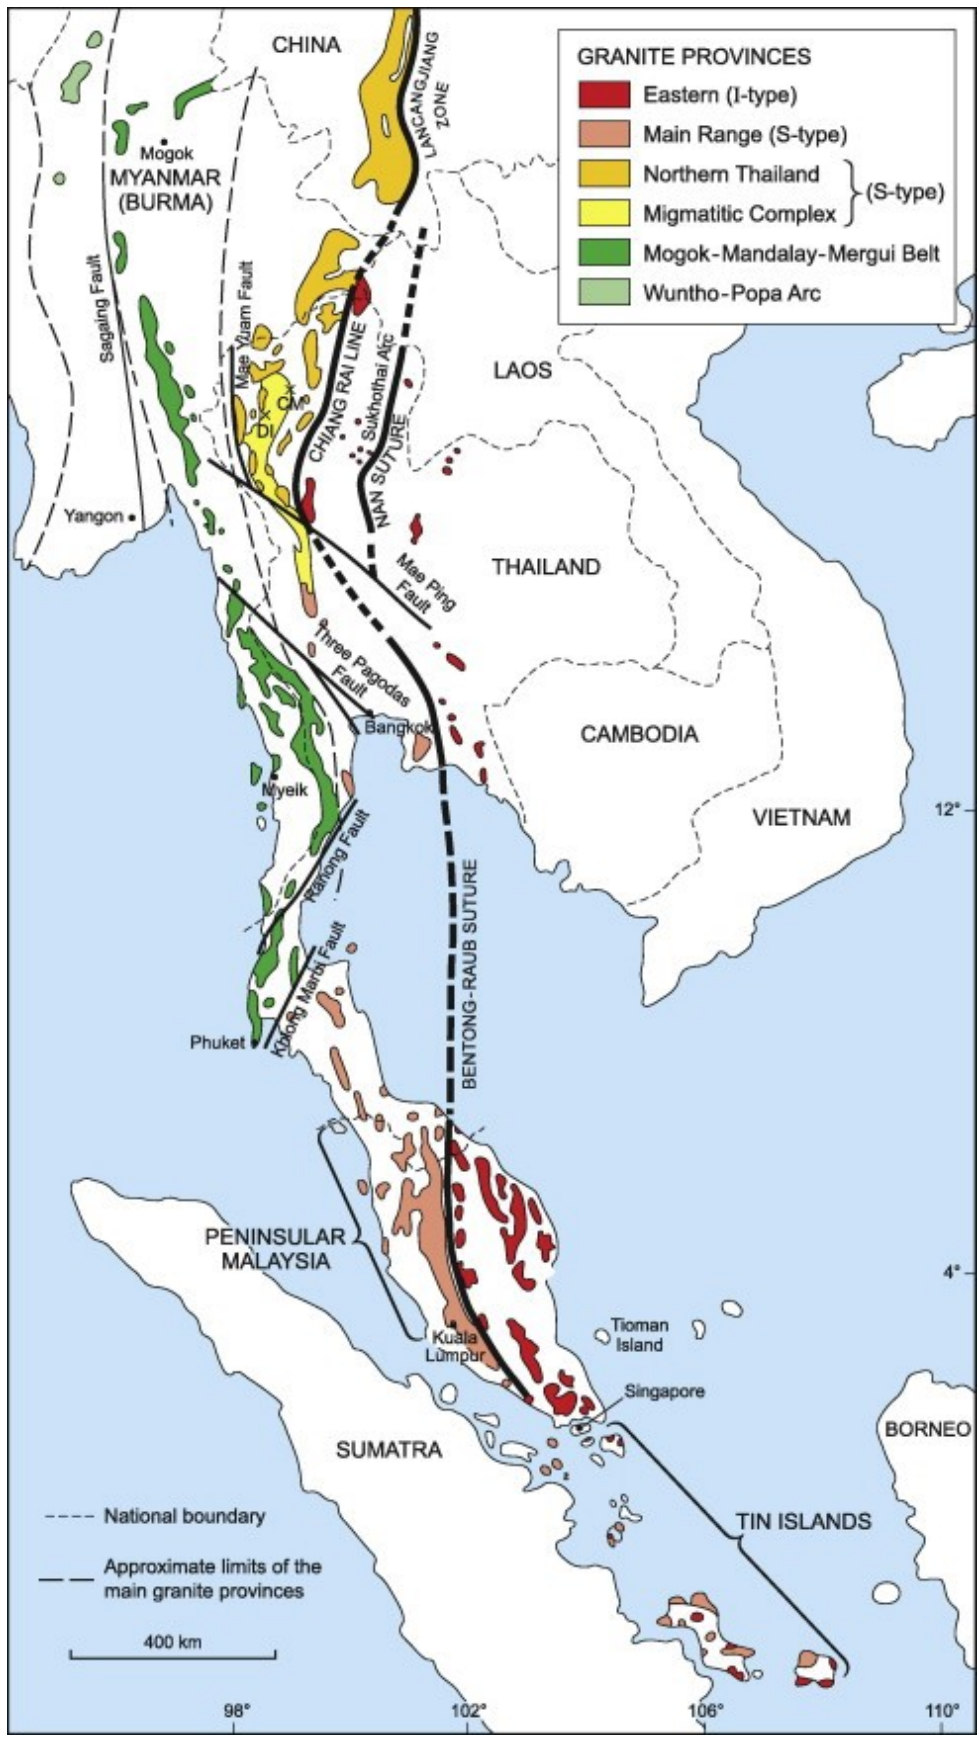 CHINA
LANCANGJIANG
ZONE
GRANITE PROVINCES
Eastern (I-type)
Main Range (S-type)
Northern Thailand
Migmatitic Complex
(S-type)
Mogok-Mandalay-Mergui Belt
Wuntho-Popa Arc
Mogok
MYANMAR
(BURMA)
Sagaing Fault
Mae Yuam Fault
CHIANG RAI LINE
Sukhothai Arc
NAN SUTURE
LAOS
CM
DI
Yangon
THAILAND
Mae Ping
Fault
Three Pagodas
Fault
Bangkok
CAMBODIA
Myeik
VIETNAM
12°
Ranong Fault
BENTONG-RAUB SUTURE
Khlong Marui Fault
Phuket
PENINSULAR
MALAYSIA
4°
Tioman
Island
Kuala
Lumpur
Singapore
SUMATRA
BORNEO
TIN ISLANDS
National boundary
Approximate limits of the
main granite provinces
400 km
98°
102°
106°
110°